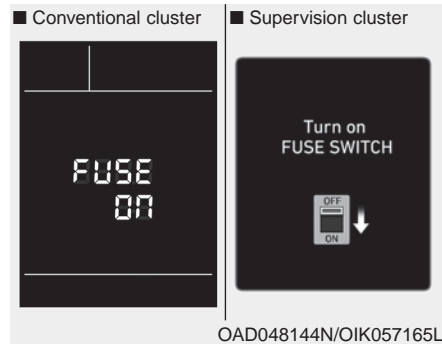 ■ Conventional cluster
■ Supervision cluster
FUSE
on
Turn on
FUSE SWITCH
OFF
ON
OAD048144N/OIK057165L